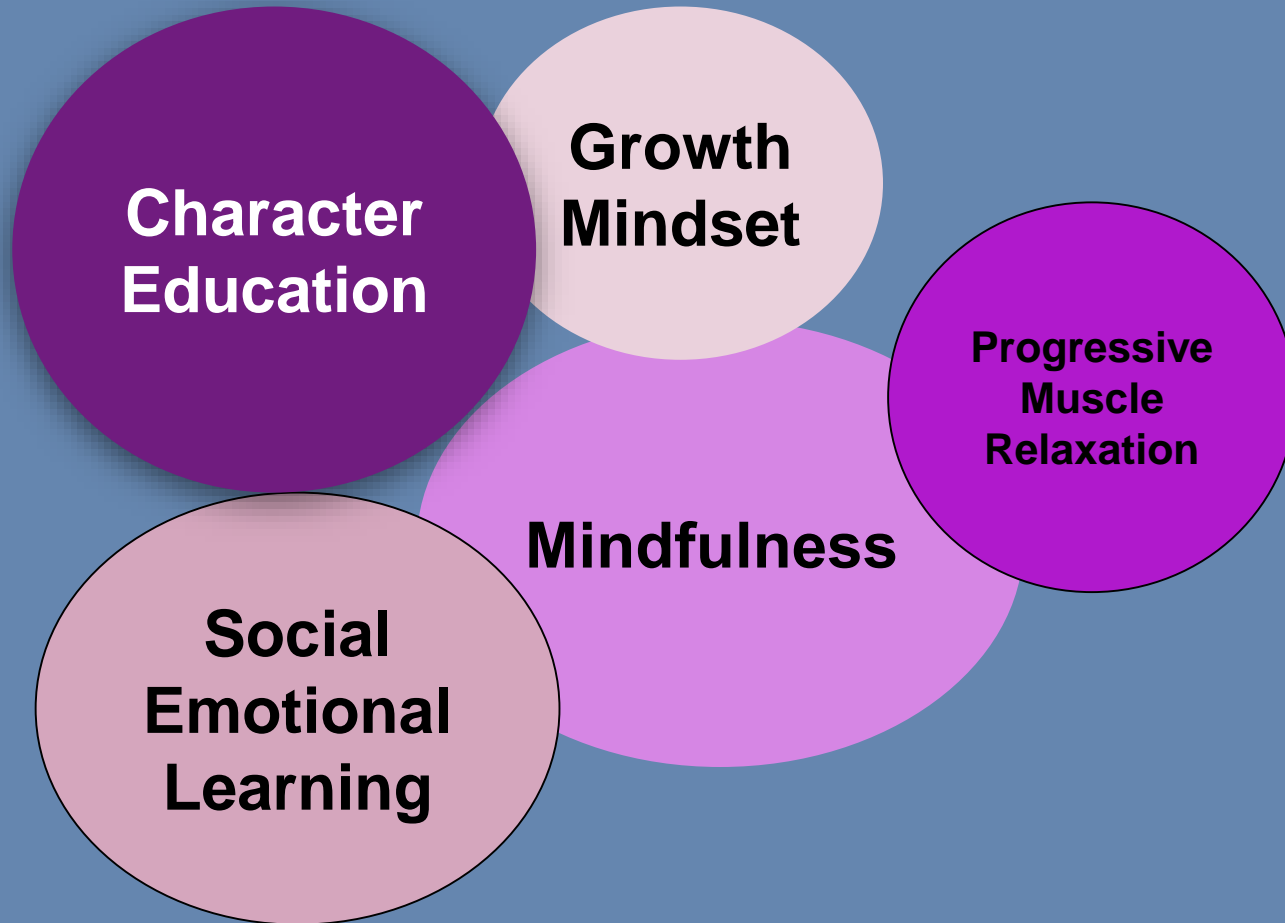 Character
Education
Growth
Mindset
Progressive
Muscle
Relaxation
Mindfulness
Social
Emotional
Learning